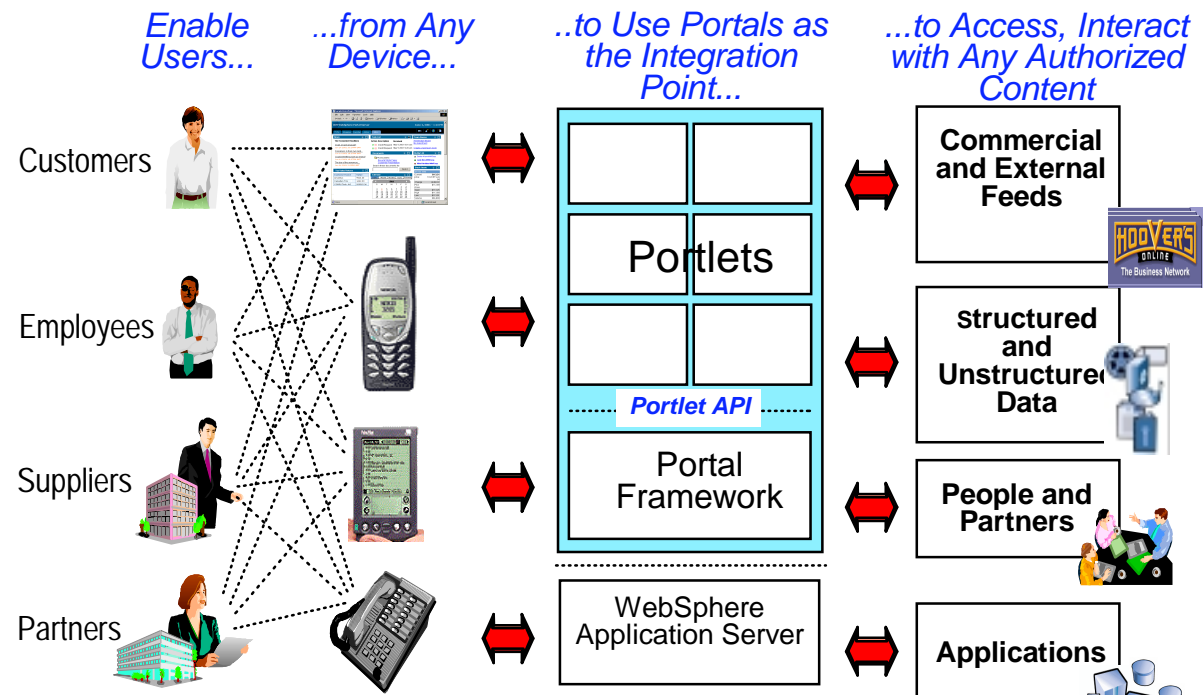 Enable
Users...
...from Any
Device...
..to Use Portals as
the Integration
Point...
...to Access, Interact
with Any Authorized
Content
Customers
Employees
Suppliers
Partners
Portlets
Portlet API
Portal
Framework
WebSphere
Application Server
Commercial
and External
Feeds
HOOVER'S
ONLINE
The Business Network
Structured
and
Unstructured
Data
People and
Partners
Applications